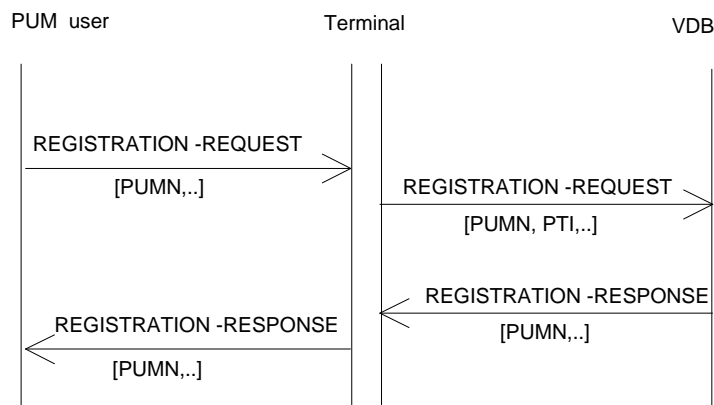 PUM user
Terminal
VDB
REGISTRATION -REQUEST
[PUMN,..]
REGISTRATION -REQUEST
[PUMN, PTI,..]
REGISTRATION -RESPONSE
[PUMN,..]
REGISTRATION -RESPONSE
[PUMN,..]